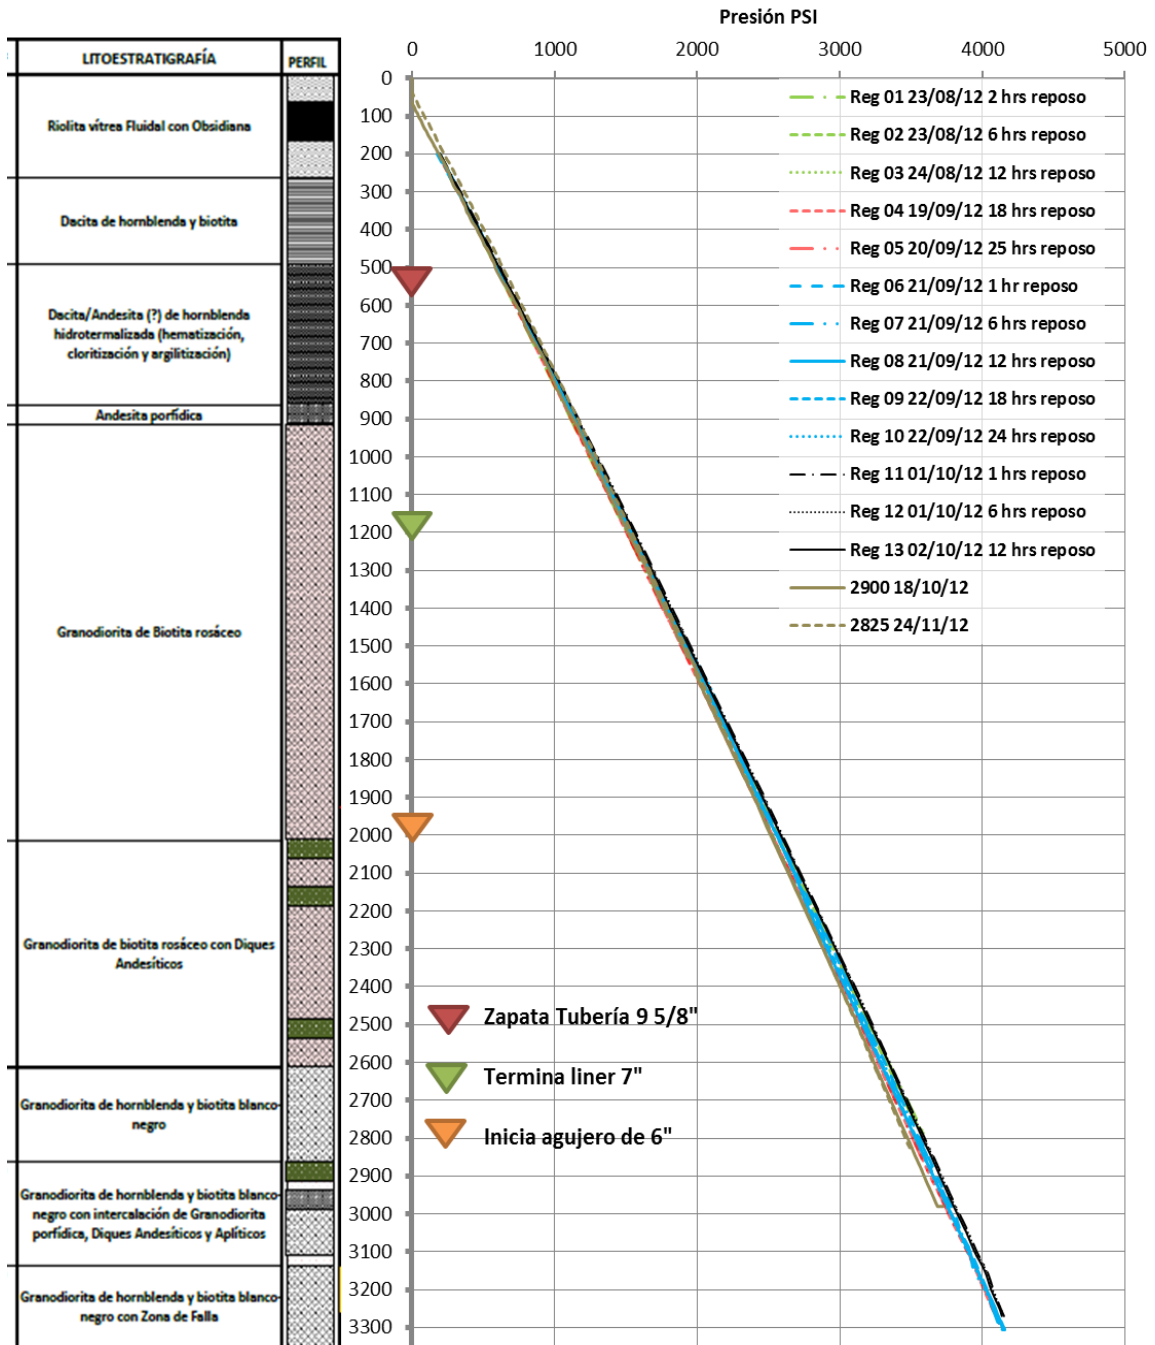 Presión PSI
LITOESTRATIGRAFÍA
PERFIL
Riolita vítrea Fluidal con Obsidiana
Dacita de hornblenda y biotita
Dacita/Andesita (?) de hornblenda
hidrotermalizada (hematización,
cloritización y argilitización)
Andesita porfídica
Granodiorita de Biotita rosáceo
Granodiorita de biotita rosáceo con Diques
Andesíticos
Granodiorita de hornblenda y biotita blanco-
negro
Granodiorita de hornblenda y biotita blanco-
negro con intercalación de Granodiorita
porfídica, Diques Andesíticos y Aplíticos
Granodiorita de hornblenda y biotita blanco-
negro con Zona de Falla
0 1000 2000 3000 4000 5000
0
100
200
300
400
500
600
700
800
900
1000
1100
1200
1300
1400
1500
1600
1700
1800
1900
2000
2100
2200
2300
2400
2500
2600
2700
2800
2900
3000
3100
3200
3300
Reg 01 23/08/12 2 hrs reposo
Reg 02 23/08/12 6 hrs reposo
Reg 03 24/08/12 12 hrs reposo
Reg 04 19/09/12 18 hrs reposo
Reg 05 20/09/12 25 hrs reposo
Reg 06 21/09/12 1 hr reposo
Reg 07 21/09/12 6 hrs reposo
Reg 08 21/09/12 12 hrs reposo
Reg 09 22/09/12 18 hrs reposo
Reg 10 22/09/12 24 hrs reposo
Reg 11 01/10/12 1 hrs reposo
Reg 12 01/10/12 6 hrs reposo
Reg 13 02/10/12 12 hrs reposo
2900 18/10/12
2825 24/11/12
Zapata Tubería 9 5/8"
Termina liner 7"
Inicia agujero de 6"